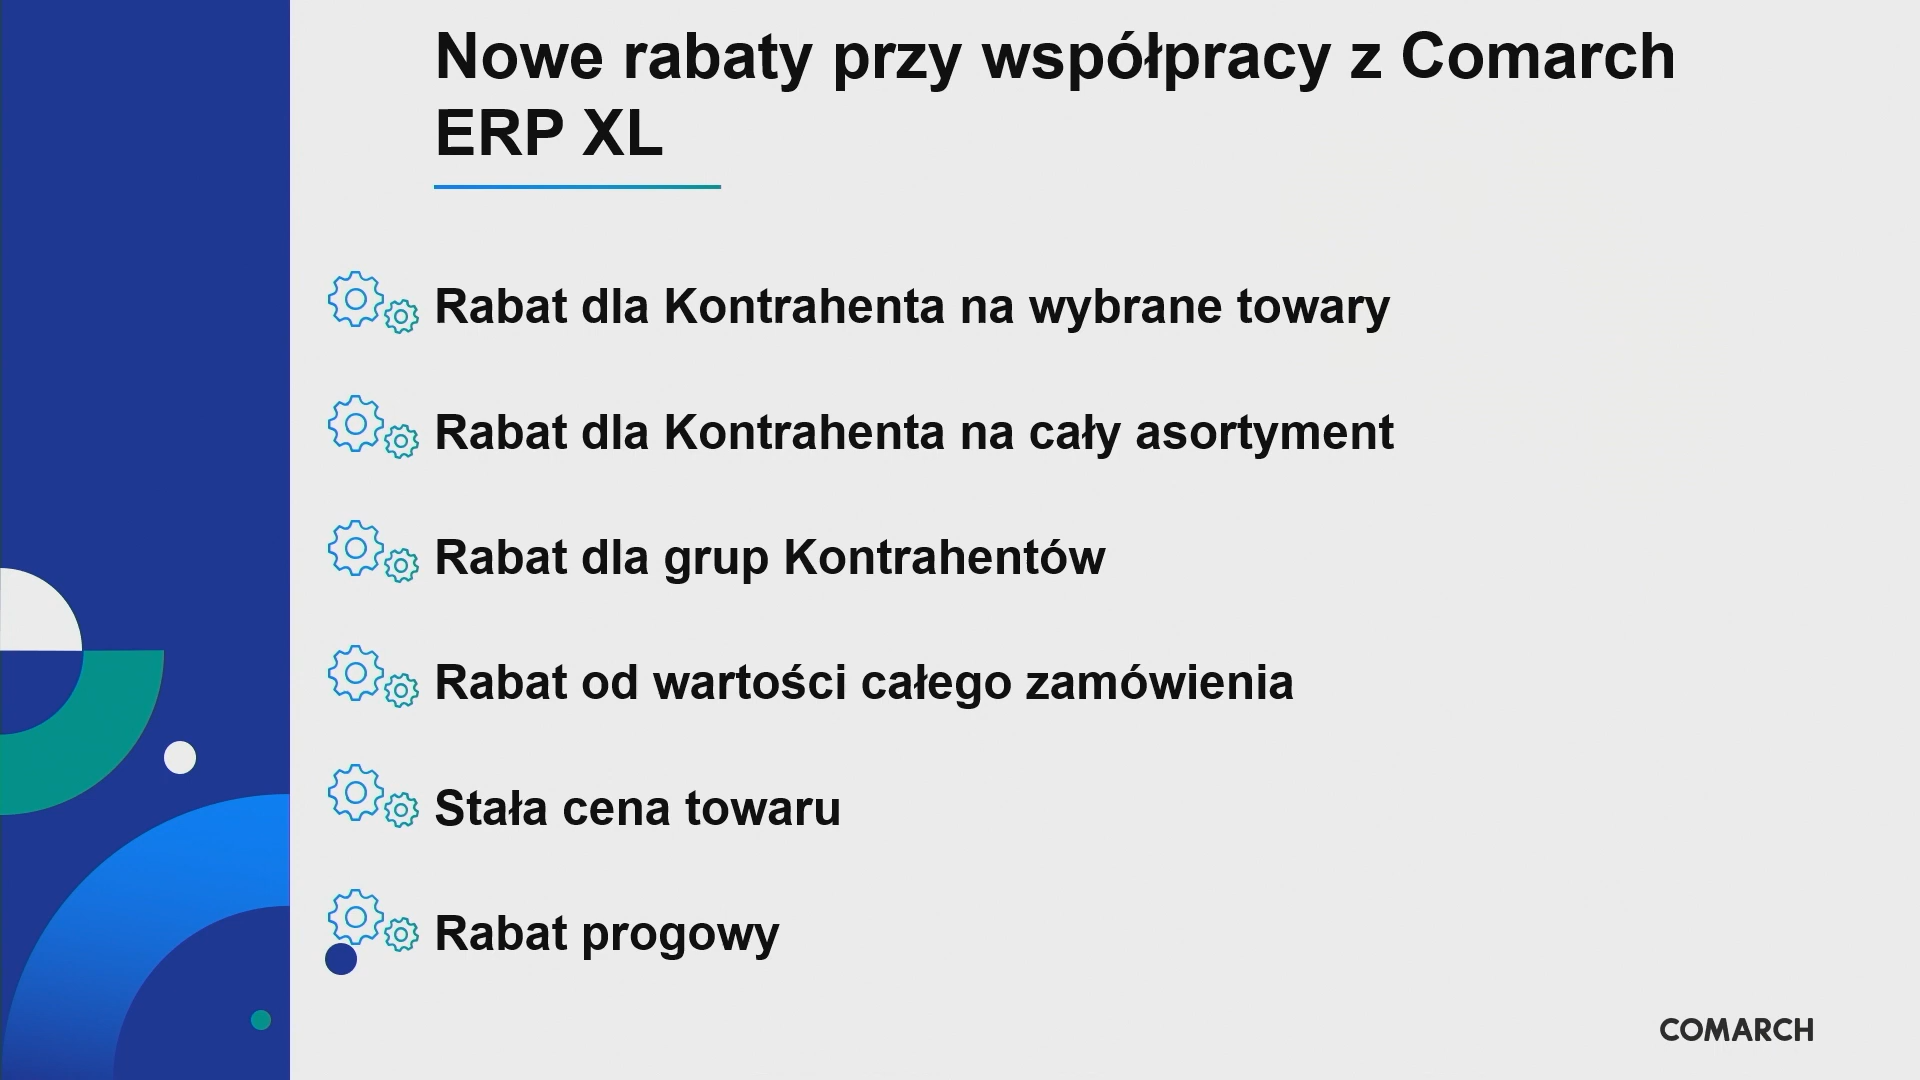 Nowe rabaty przy współpracy z Comarch
ERP XL
Rabat dla Kontrahenta na wybrane towary
Rabat dla Kontrahenta na cały asortyment
Rabat dla grup Kontrahentów
Rabat od wartości całego zamówienia
Stała cena towaru
Rabat progowy
COMARCH